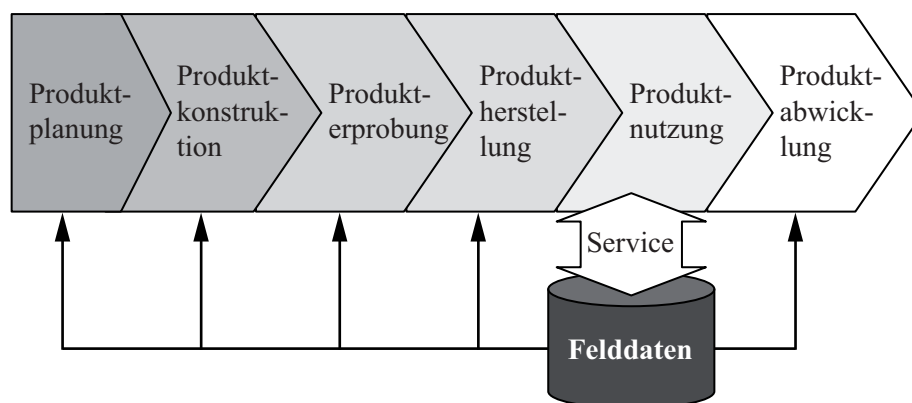 Produkt-
planung
Produkt-
konstruk-
tion
Produkt-
erprobung
Produkt-
herstel-
lung
Produkt-
nutzung
Produkt-
abwick-
lung
Service
Felddaten